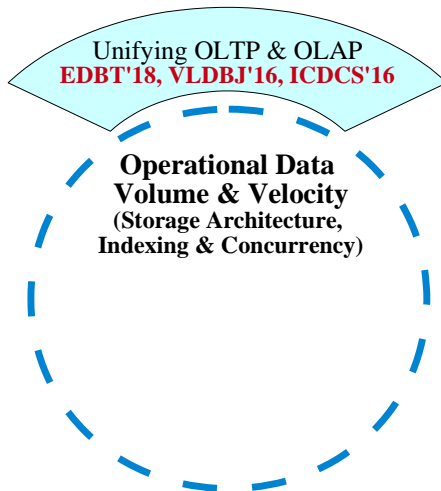 Unifying OLTP & OLAP
EDBT'18, VLDBJ'16, ICDCS'16
Operational Data
Volume & Velocity
(Storage Architecture,
Indexing & Concurrency)